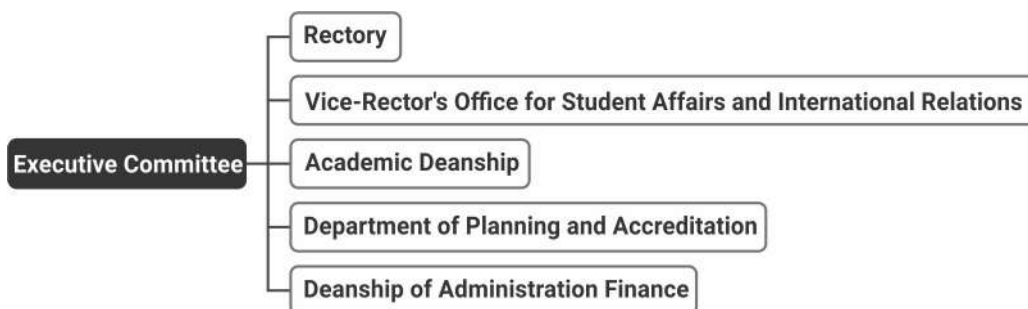 Rectory
Vice-Rector's Office for Student Affairs and International Relations
Executive Committee
Academic Deanship
Department of Planning and Accreditation
Deanship of Administration Finance